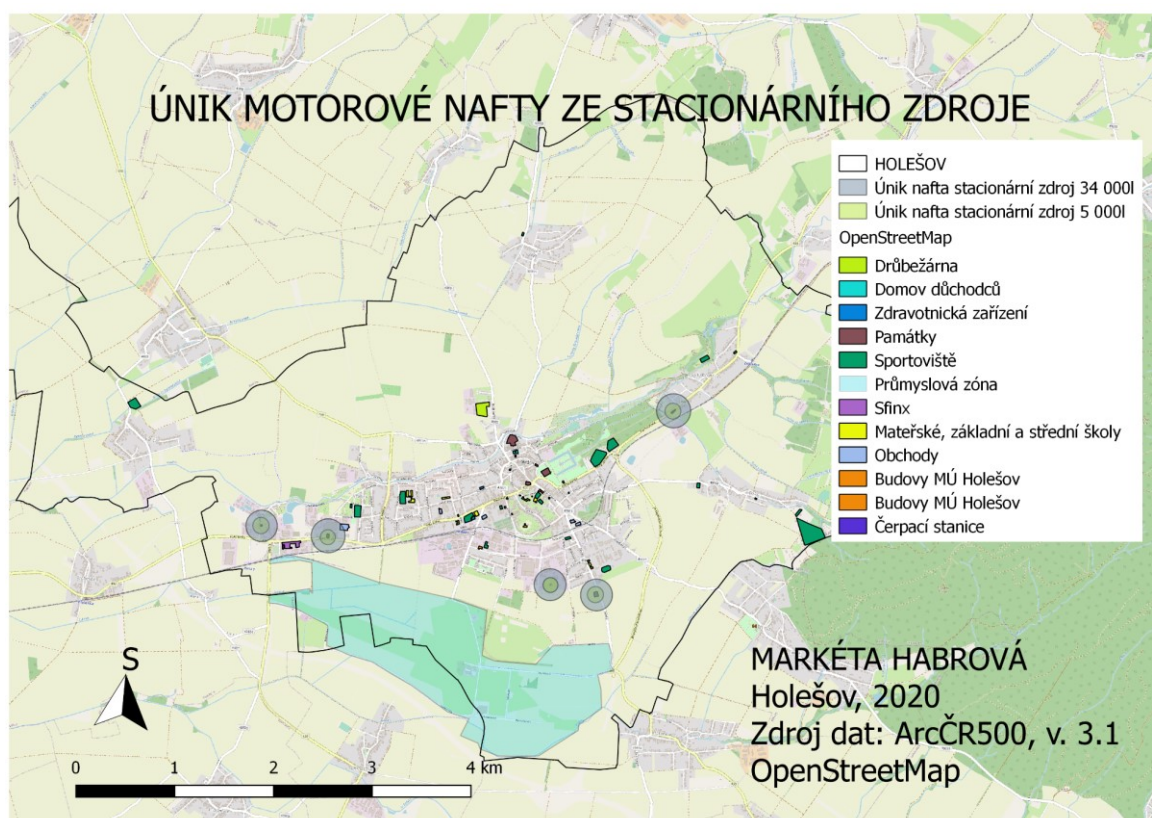 ÚNIK MOTOROVÉ NAFTY ZE STACIONÁRNÍHO ZDROJE
HOLEŠOV
Únik nafta stacionární zdroj 34 000l
Únik nafta stacionární zdroj 5 000l
OpenStreetMap
Drůbežárna
Domov důchodců
Zdravotnická zařízení
Památky
Sportoviště
Průmyslová zóna
Sfinx
Mateřské, základní a střední školy
Obchody
Budovy MÚ Holešov
Budovy MÚ Holešov
Čerpací stanice
S
0 1 2 3 4 km
MARKÉTA HABROVÁ
Holešov, 2020
Zdroj dat: ArcČR500, v. 3.1
OpenStreetMap